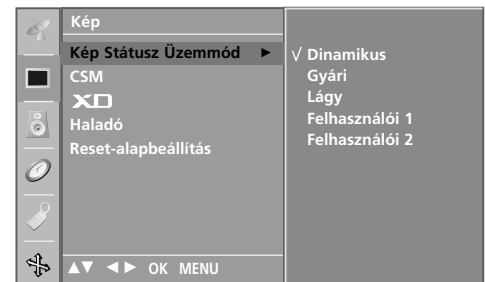 Kép
Kép Státusz Üzemmód ►
CSM
XD
Haladó
Reset-alapbeállítás
▲▼ ◄► OK MENU
√ Dinamikus
Gyári
Lágy
Felhasználói 1
Felhasználói 2